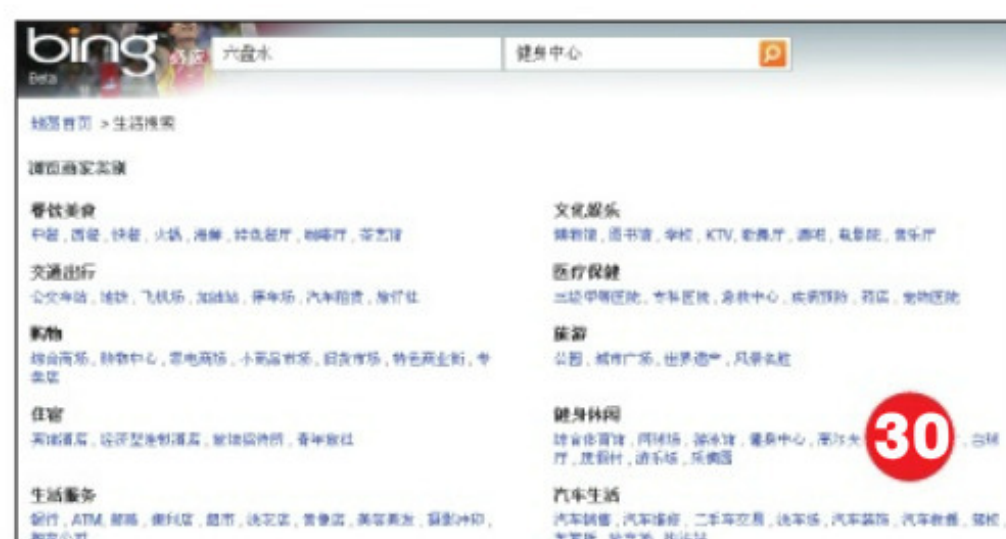 bing 必应 六盘水 健身中心
Beta
地图首页 >生活搜索
浏览商家类别
餐饮美食
中餐 , 西餐 , 快餐 , 火锅 , 海鲜 , 特色餐厅 , 咖啡厅 , 茶艺馆
文化娱乐
博物馆 , 图书馆 , 学校 , KTV, 歌舞厅 , 酒吧 , 电影院 , 音乐厅
交通出行
公交车站 , 地铁 , 飞机场 , 加油站 , 停车场 , 汽车租赁 , 旅行社
医疗保健
三级甲等医院 , 专科医院 , 急救中心 , 疾病预防 , 药店 , 宠物医院
购物
综合商场 , 购物中心 , 家电商场 , 小商品市场 , 旧货市场 , 特色商业街 , 专
卖店
旅游
公园 , 城市广场 , 世界遗产 , 风景名胜
住宿
宾馆酒店 , 经济型连锁酒店 , 旅馆招待所 , 青年旅社
健身休闲
综合体育馆 , 网球场 , 游泳馆 , 健身中心 , 高尔夫 30 , 台球
厅 , 度假村 , 游乐场 , 采摘园
生活服务
银行 , ATM, 邮局 , 便利店 , 超市 , 洗衣店 , 音像店 , 美容美发 , 摄影冲印 ,
汽车生活
汽车销售 , 汽车维修 , 二手车交易 , 洗车场 , 汽车装饰 , 汽车救援 , 驾校 ,